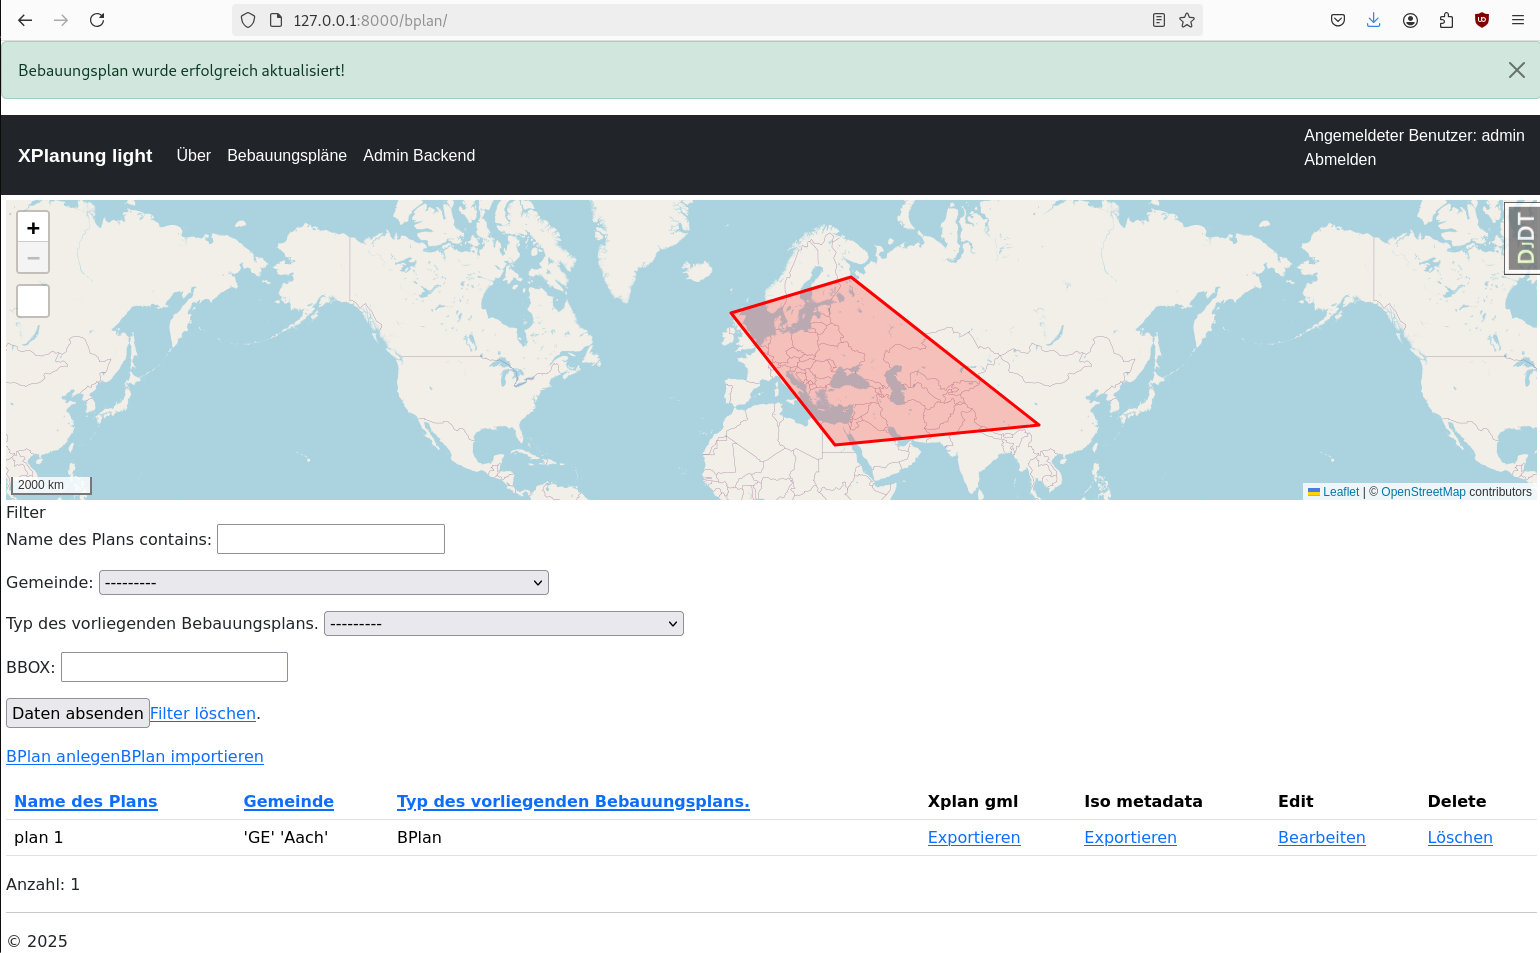 127.0.0.1:8000/bplan/
Bebauungsplan wurde erfolgreich aktualisiert!
XPlanung light Über Bebauungspläne Admin Backend
Angemeldeter Benutzer: admin
Abmelden
+
−
DJDT
2000 km
Leaflet | © OpenStreetMap contributors
Filter
Name des Plans contains:
Gemeinde: ---------
Typ des vorliegenden Bebauungsplans. ---------
BBOX:
Daten absenden Filter löschen.
BPlan anlegenBPlan importieren
Name des Plans Gemeinde Typ des vorliegenden Bebauungsplans. Xplan gml Iso metadata Edit Delete
plan 1 'GE' 'Aach' BPlan Exportieren Exportieren Bearbeiten Löschen
Anzahl: 1
© 2025